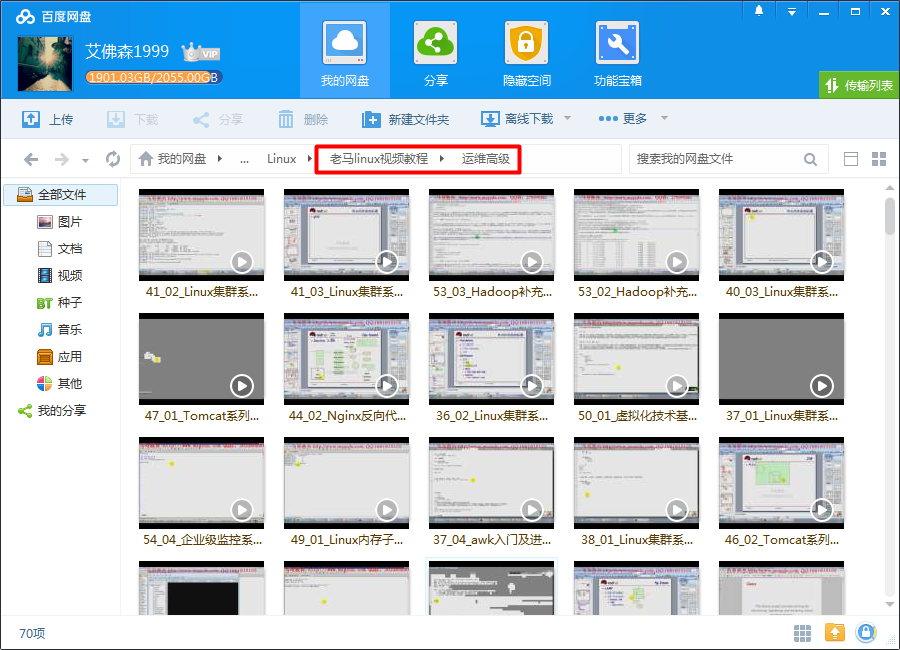 百度网盘
艾佛森1999 VIP
1901.03GB/2055.00GB
我的网盘
分享
隐藏空间
功能宝箱
传输列表
上传 下载 分享 删除 新建文件夹 离线下载 更多
我的网盘 ... Linux 老马linux视频教程 运维高级
搜索我的网盘文件
全部文件
图片
文档
视频
BT 种子
音乐
应用
其他
我的分享
41_02_Linux集群系... 41_03_Linux集群系... 53_03_Hadoop补充... 53_02_Hadoop补充... 40_03_Linux集群系...
47_01_Tomcat系列... 44_02_Nginx反向代... 36_02_Linux集群系... 50_01_虚拟化技术基... 37_01_Linux集群系...
54_04_企业级监控系... 49_01_Linux内存子... 37_04_awk入门及进... 38_01_Linux集群系... 46_02_Tomcat系列...
70项